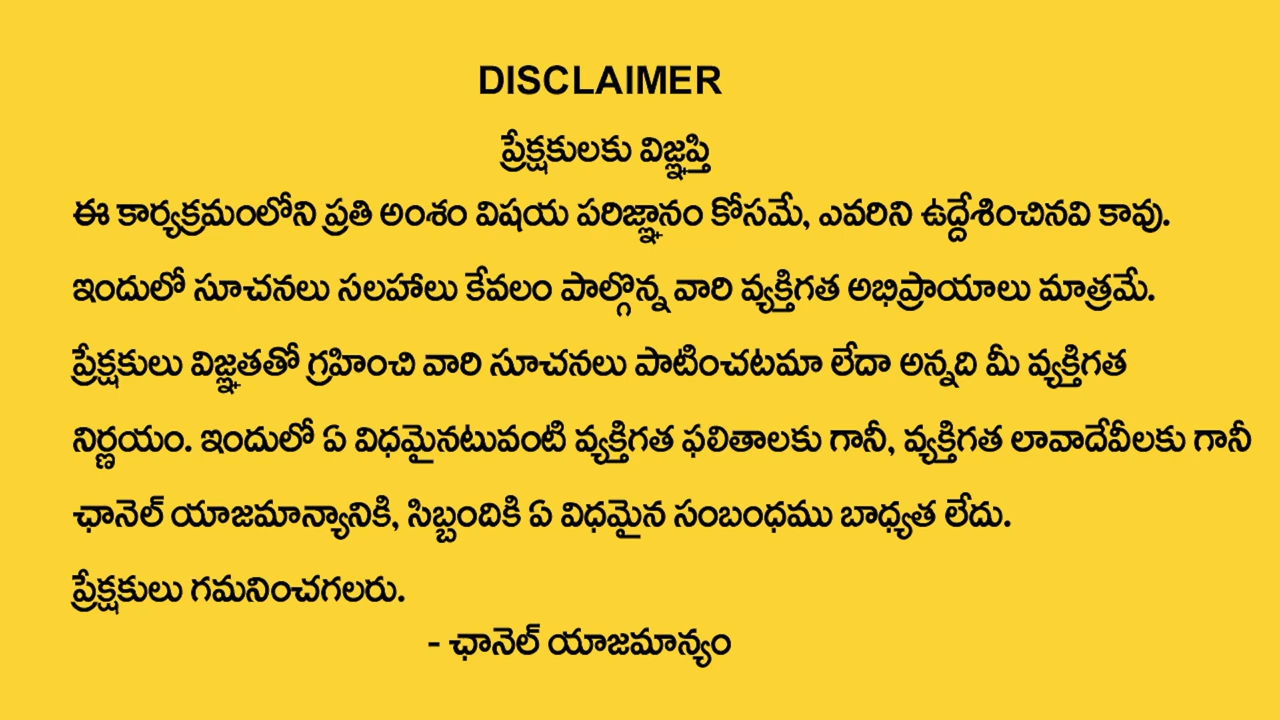 DISCLAIMER
ప్రేక్షకులకు విజ్ఞప్తి
ఈ కార్యక్రమంలోని ప్రతి అంశం విషయ పరిజ్ఞానం కోసమే, ఎవరిని ఉద్దేశించినవి కావు.
ఇందులో సూచనలు సలహాలు కేవలం పాల్గొన్న వారి వ్యక్తిగత అభిప్రాయాలు మాత్రమే.
ప్రేక్షకులు విజ్ఞతతో గ్రహించి వారి సూచనలు పాటించటమా లేదా అన్నది మీ వ్యక్తిగత
నిర్ణయం. ఇందులో ఏ విధమైనటువంటి వ్యక్తిగత ఫలితాలకు గానీ, వ్యక్తిగత లావాదేవీలకు గానీ
ఛానెల్ యాజమాన్యానికి, సిబ్బందికి ఏ విధమైన సంబంధము బాధ్యత లేదు.
ప్రేక్షకులు గమనించగలరు.
- ఛానెల్ యాజమాన్యం